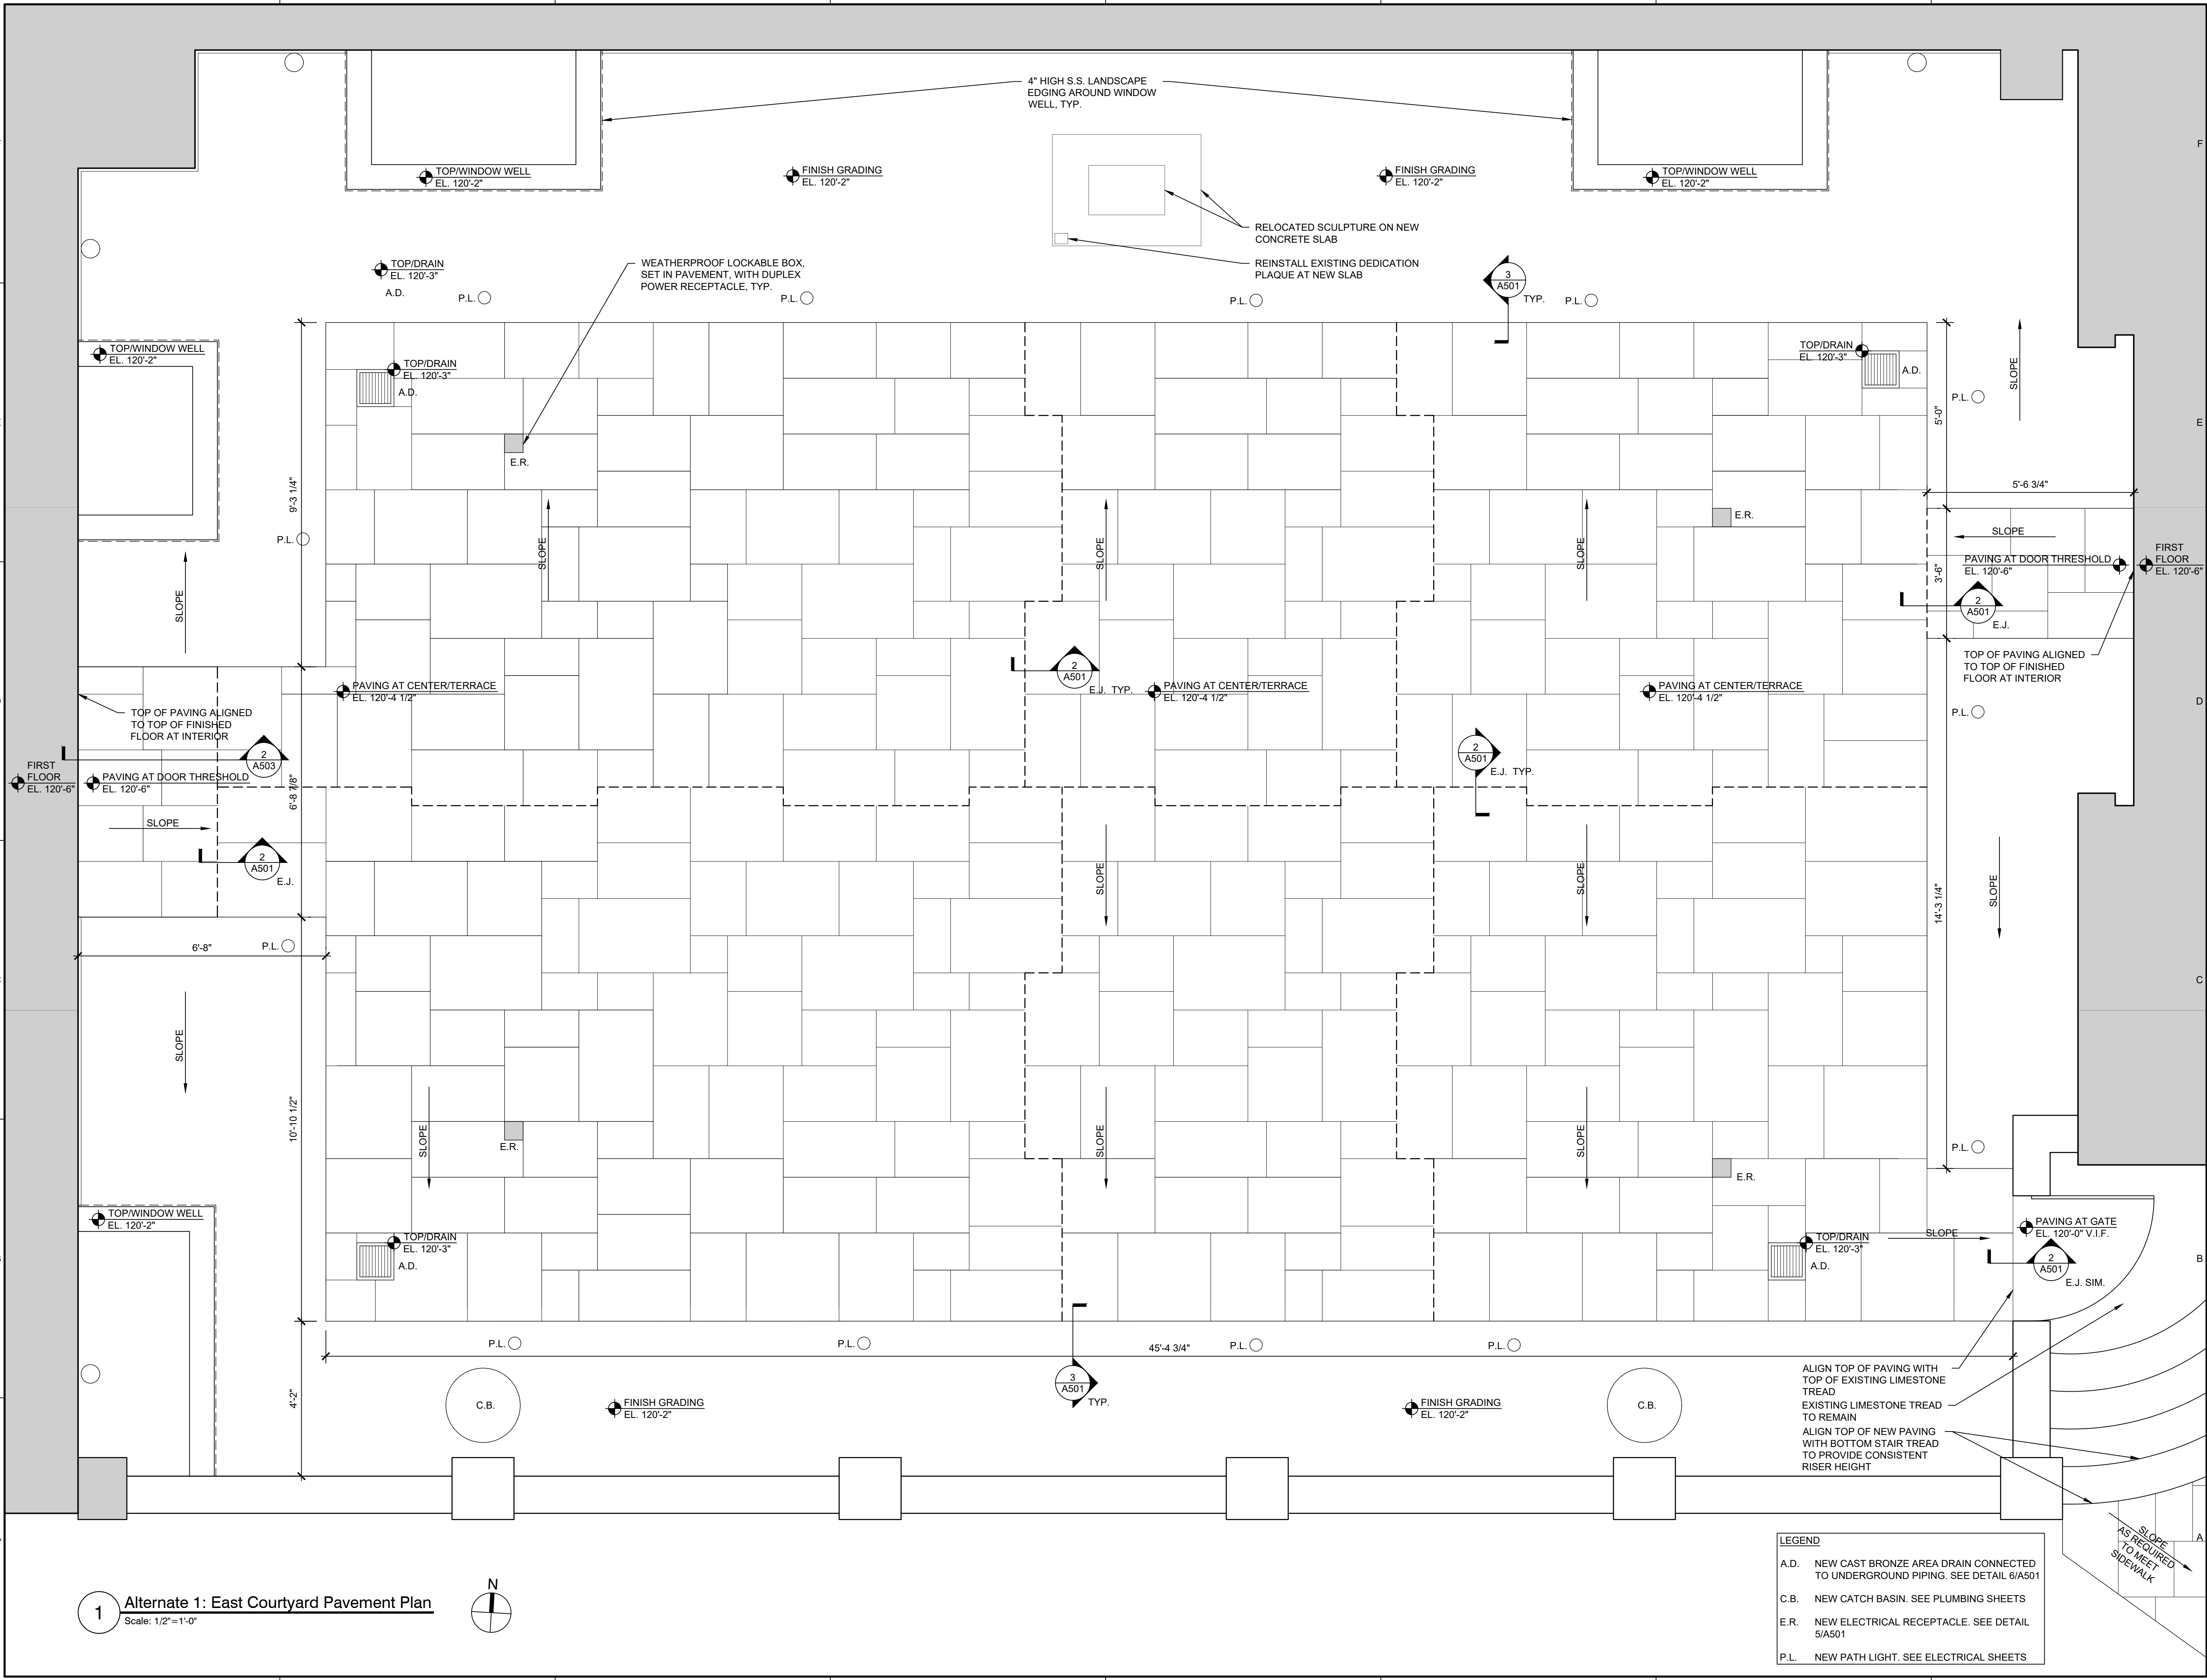 4" HIGH S.S. LANDSCAPE
EDGING AROUND WINDOW
WELL, TYP.
F
TOP/WINDOW WELL
EL. 120'-2"
FINISH GRADING
EL. 120'-2"
FINISH GRADING
EL. 120'-2"
TOP/WINDOW WELL
EL. 120'-2"
RELOCATED SCULPTURE ON NEW
CONCRETE SLAB
REINSTALL EXISTING DEDICATION
PLAQUE AT NEW SLAB
WEATHERPROOF LOCKABLE BOX,
SET IN PAVEMENT, WITH DUPLEX
POWER RECEPTACLE, TYP.
TOP/DRAIN
EL. 120'-3"
A.D.
P.L.
P.L.
P.L.
3
A501
TYP.
P.L.
TOP/WINDOW WELL
EL. 120'-2"
TOP/DRAIN
EL. 120'-3"
A.D.
TOP/DRAIN
EL. 120'-3"
A.D.
SLOPE
P.L.
5'-0"
E
E.R.
9'-3 1/4"
5'-6 3/4"
E.R.
P.L.
SLOPE
SLOPE
SLOPE
SLOPE
SLOPE
PAVING AT DOOR THRESHOLD
EL. 120'-6"
FIRST
FLOOR
EL. 120'-6"
3'-6"
2
A501
E.J.
TOP OF PAVING ALIGNED
TO TOP OF FINISHED
FLOOR AT INTERIOR
2
A501
E.J. TYP.
PAVING AT CENTER/TERRACE
EL. 120'-4 1/2"
PAVING AT CENTER/TERRACE
EL. 120'-4 1/2"
PAVING AT CENTER/TERRACE
EL. 120'-4 1/2"
D
P.L.
TOP OF PAVING ALIGNED
TO TOP OF FINISHED
FLOOR AT INTERIOR
2
A503
2
A501
E.J. TYP.
FIRST
FLOOR
EL. 120'-6"
PAVING AT DOOR THRESHOLD
EL. 120'-6"
6'-8 7/8"
SLOPE
2
A501
E.J.
SLOPE
SLOPE
SLOPE
14'-3 1/4"
6'-8"
P.L.
C
SLOPE
10'-10 1/2"
SLOPE
SLOPE
SLOPE
E.R.
P.L.
E.R.
TOP/WINDOW WELL
EL. 120'-2"
TOP/DRAIN
EL. 120'-3"
A.D.
TOP/DRAIN
EL. 120'-3"
A.D.
SLOPE
PAVING AT GATE
EL. 120'-0" V.I.F.
2
A501
E.J. SIM.
B
P.L.
P.L.
45'-4 3/4"
P.L.
P.L.
4'-2"
C.B.
FINISH GRADING
EL. 120'-2"
3
A501
TYP.
FINISH GRADING
EL. 120'-2"
C.B.
ALIGN TOP OF PAVING WITH
TOP OF EXISTING LIMESTONE
TREAD
EXISTING LIMESTONE TREAD
TO REMAIN
ALIGN TOP OF NEW PAVING
WITH BOTTOM STAIR TREAD
TO PROVIDE CONSISTENT
RISER HEIGHT
A
SLOPE
AS REQUIRED
TO MEET
SIDEWALK
LEGEND
A.D. NEW CAST BRONZE AREA DRAIN CONNECTED
TO UNDERGROUND PIPING. SEE DETAIL 6/A501
C.B. NEW CATCH BASIN. SEE PLUMBING SHEETS
E.R. NEW ELECTRICAL RECEPTACLE. SEE DETAIL
5/A501
P.L. NEW PATH LIGHT. SEE ELECTRICAL SHEETS
1
Alternate 1: East Courtyard Pavement Plan
Scale: 1/2"=1'-0"
N